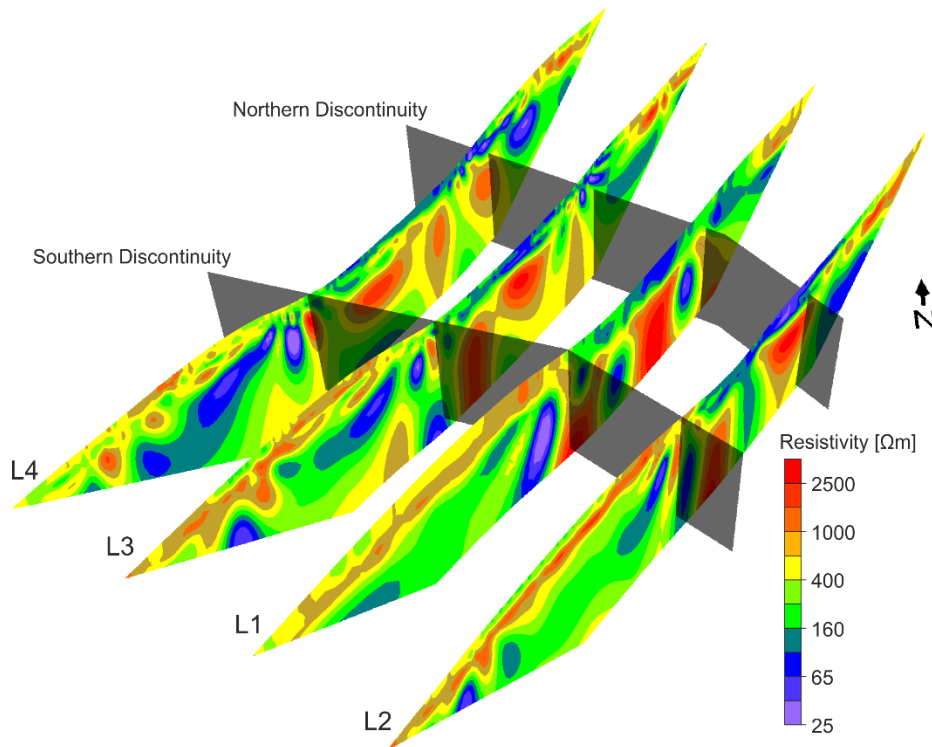 Northern Discontinuity
Southern Discontinuity
L4
L3
L1
L2
Resistivity [Ωm]
2500
1000
400
160
65
25